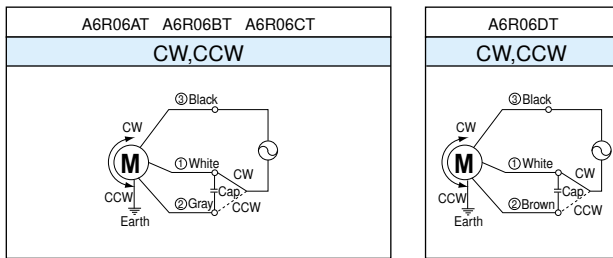 A6R06AT A6R06BT A6R06CT
CW,CCW
③Black
CW
M
①White
CW
Cap.
CCW
②Gray
CCW
Earth
A6R06DT
CW,CCW
③Black
CW
M
①White
CW
Cap.
CCW
②Brown
CCW
Earth